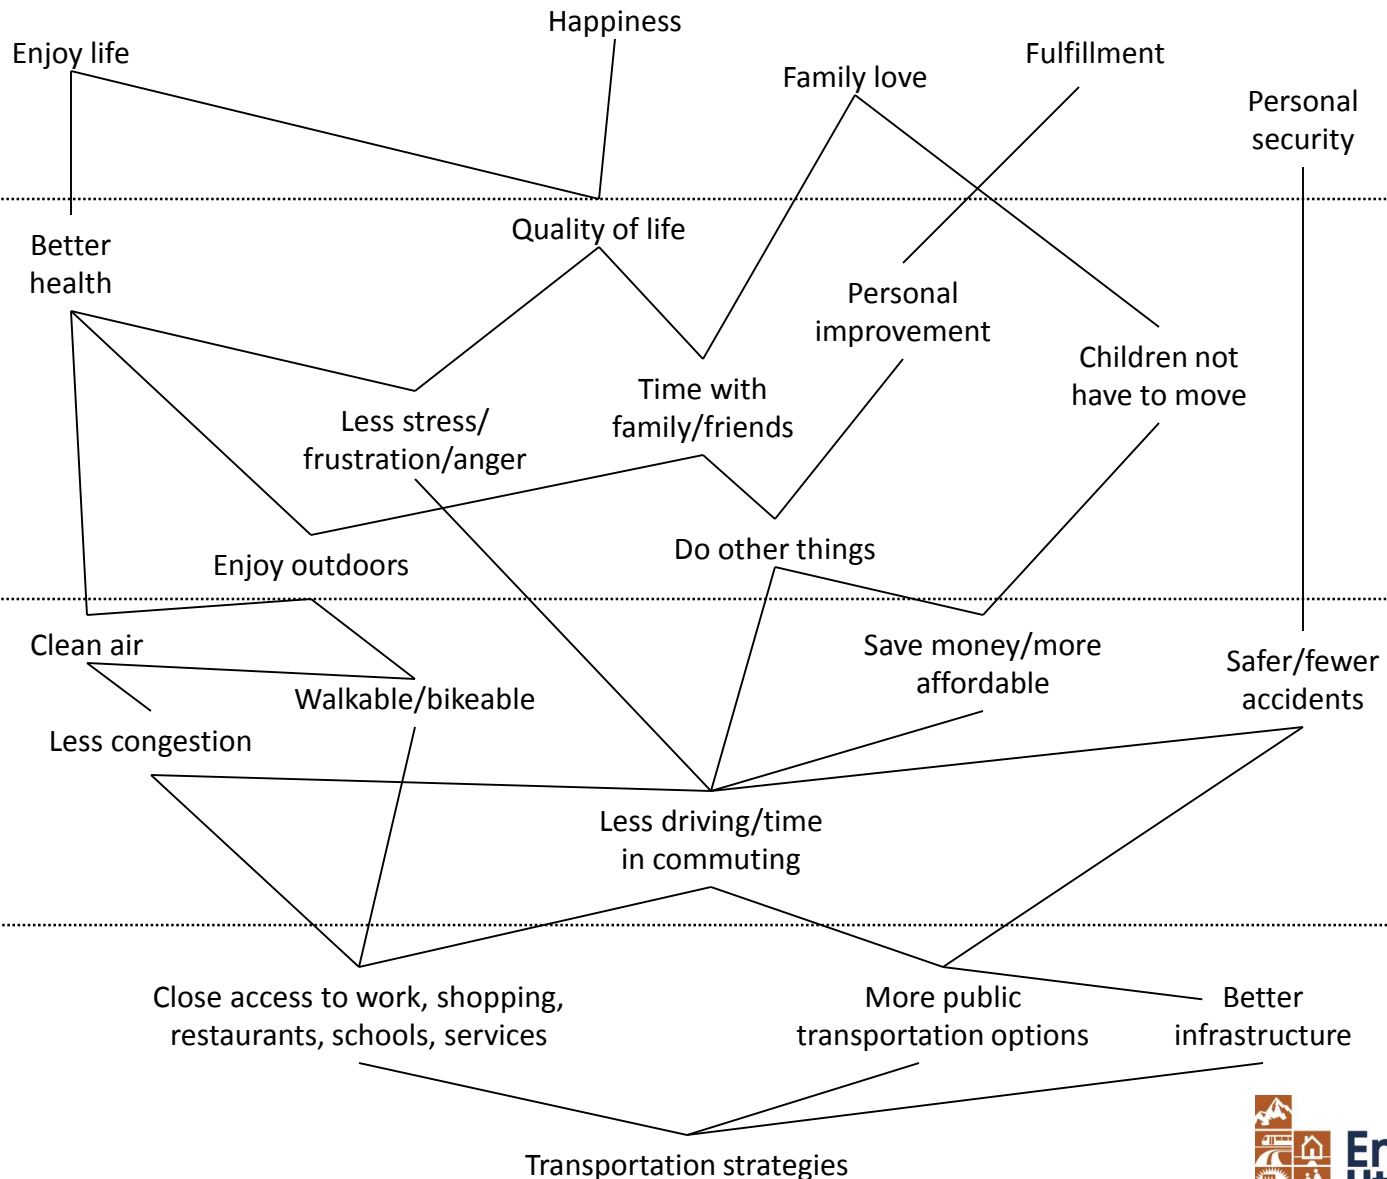 Happiness
Enjoy life
Fulfillment
Family love
Personal
security
Quality of life
Better
health
Personal
improvement
Children not
have to move
Time with
family/friends
Less stress/
frustration/anger
Do other things
Enjoy outdoors
Clean air
Save money/more
affordable
Safer/fewer
accidents
Walkable/bikeable
Less congestion
Less driving/time
in commuting
Close access to work, shopping,
restaurants, schools, services
More public
transportation options
Better
infrastructure
Transportation strategies